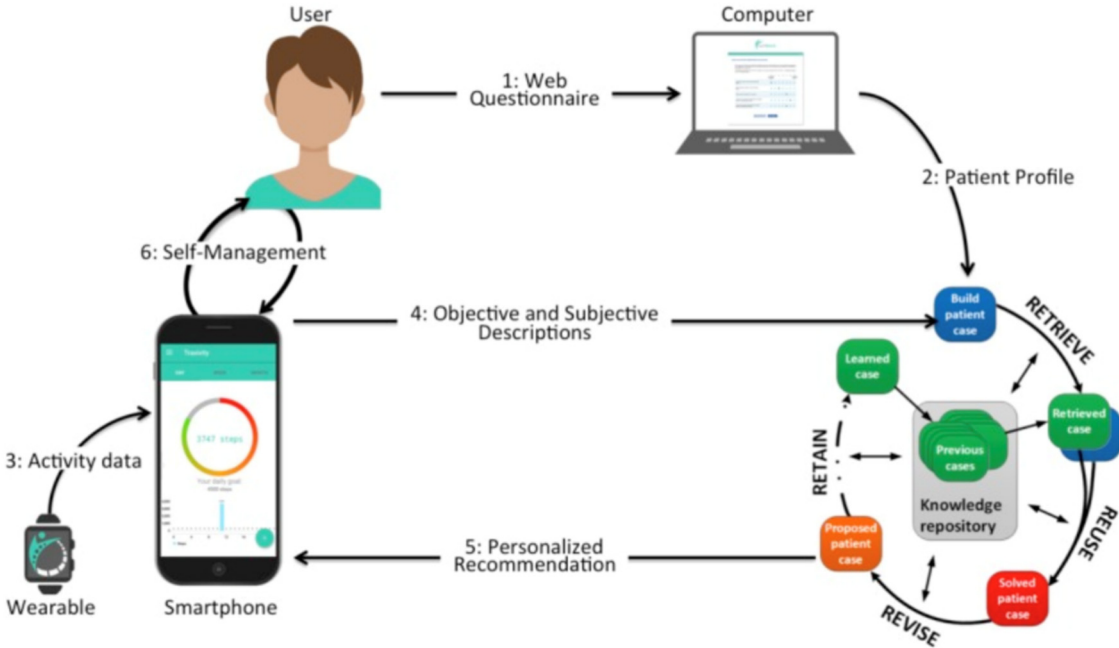 User
Computer
1: Web
Questionnaire
2: Patient Profile
6: Self-Management
4: Objective and Subjective
Descriptions
Build
patient
case
RETRIEVE
Learned
case
Retrieved
case
Previous
cases
Knowledge
repository
RETAIN
REUSE
3: Activity data
3747 steps
Your daily goal
5: Personalized
Recommendation
Proposed
patient
case
Solved
patient
case
REVISE
Wearable
Smartphone